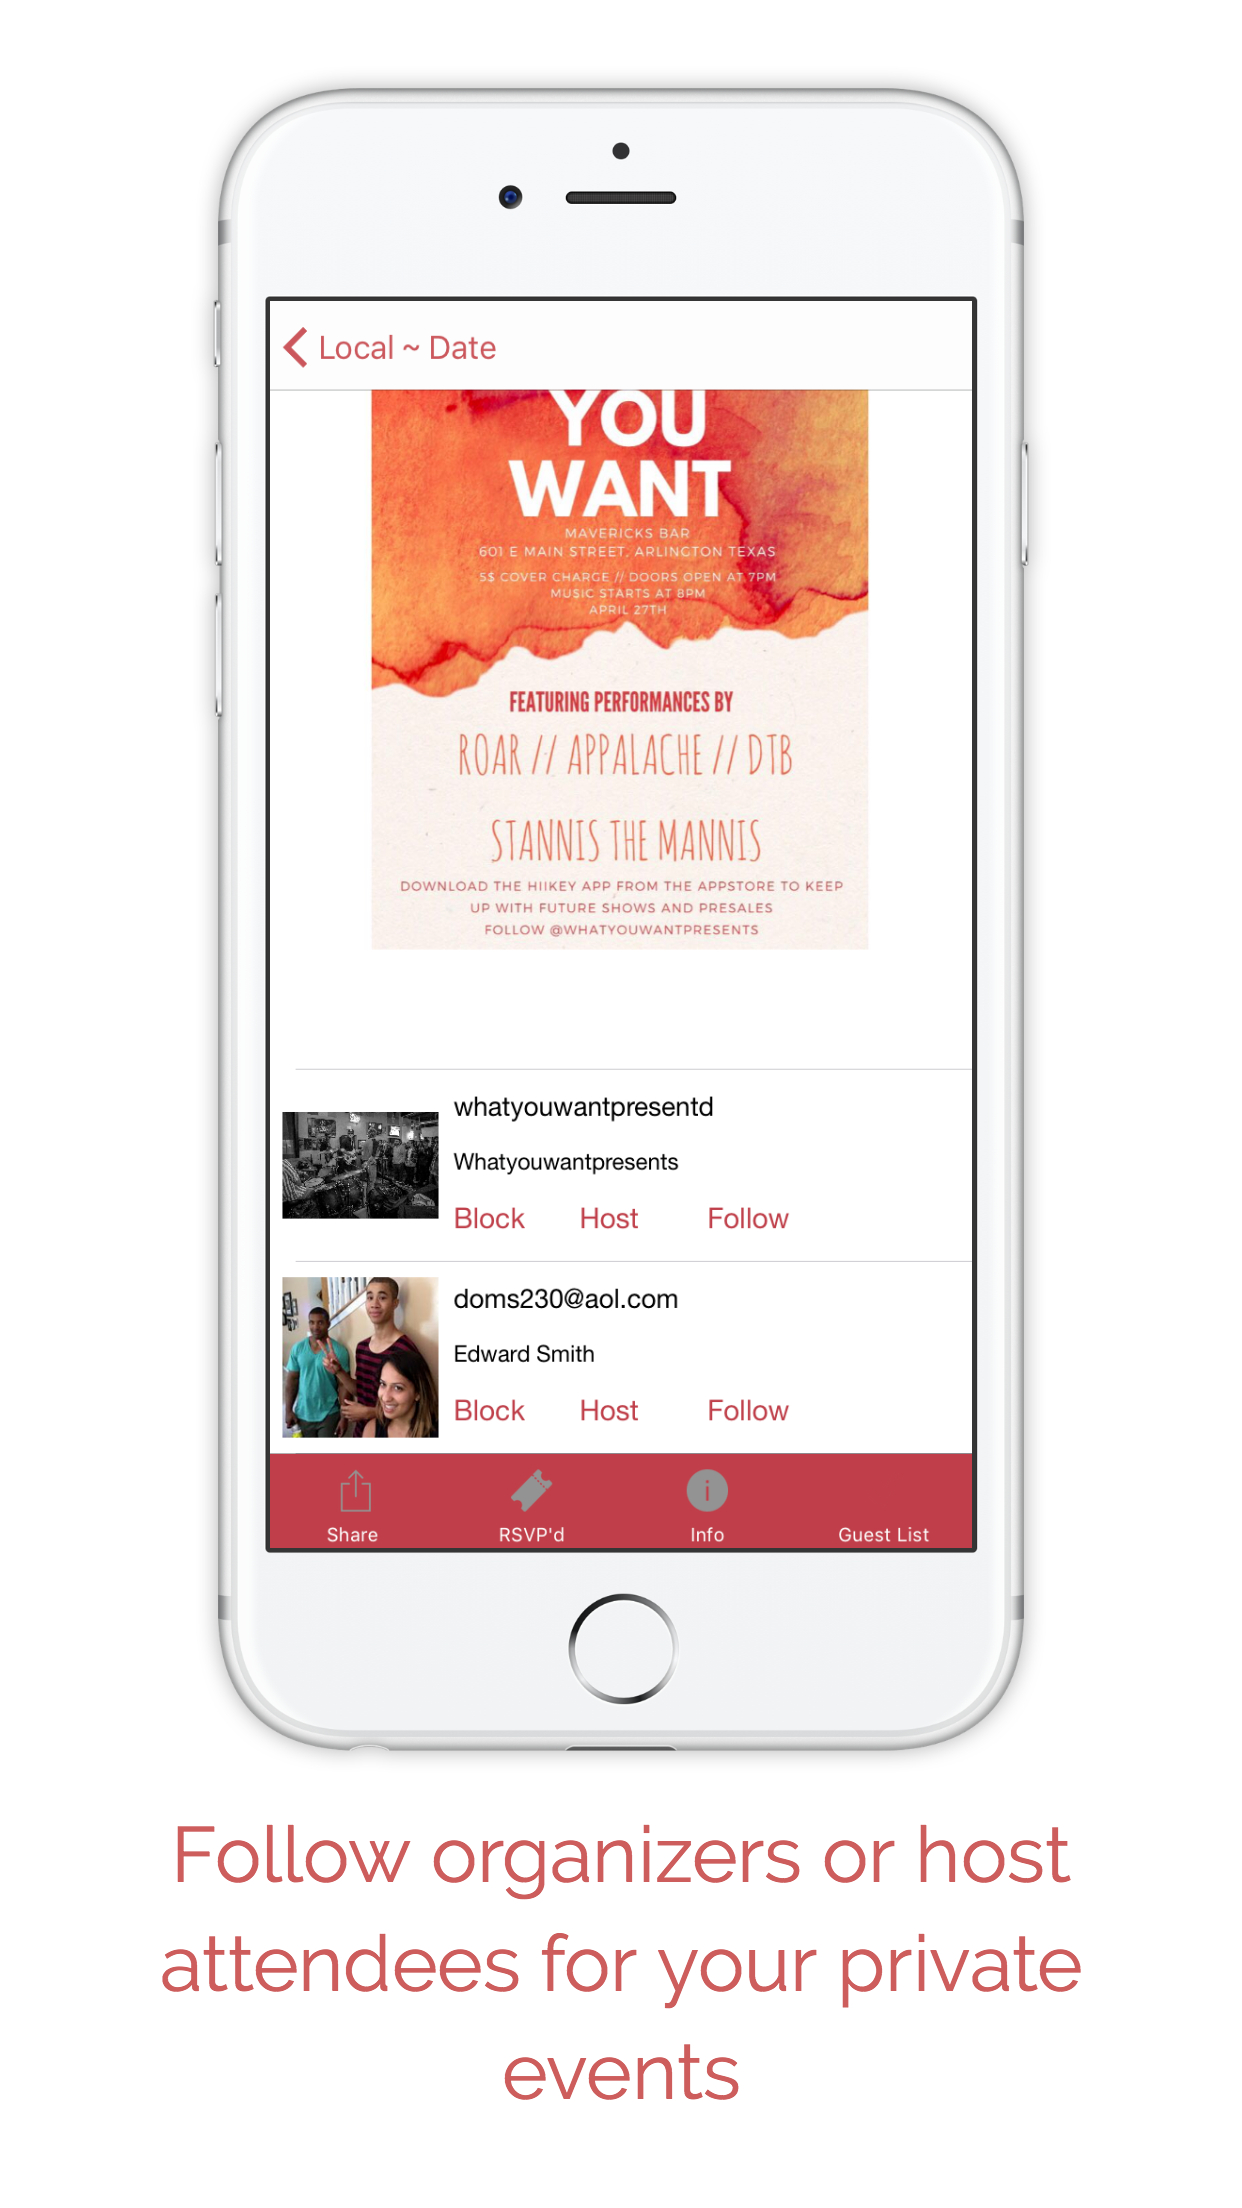 Local ~ Date
YOU
WANT
MAVERICKS BAR
601 E MAIN STREET, ARLINGTON TEXAS
5$ COVER CHARGE // DOORS OPEN AT 7PM
MUSIC STARTS AT 8PM
APRIL 27TH
FEATURING PERFORMANCES BY
ROAR // APPALACHE // DTB
STANNIS THE MANNIS
DOWNLOAD THE HIIKEY APP FROM THE APPSTORE TO KEEP
UP WITH FUTURE SHOWS AND PRESALES
FOLLOW @WHATYOUWANTPRESENTS
whatyouwantpresentd
Whatyouwantpresents
Block Host Follow
doms230@aol.com
Edward Smith
Block Host Follow
Share RSVP'd Info Guest List
Follow organizers or host
attendees for your private
events